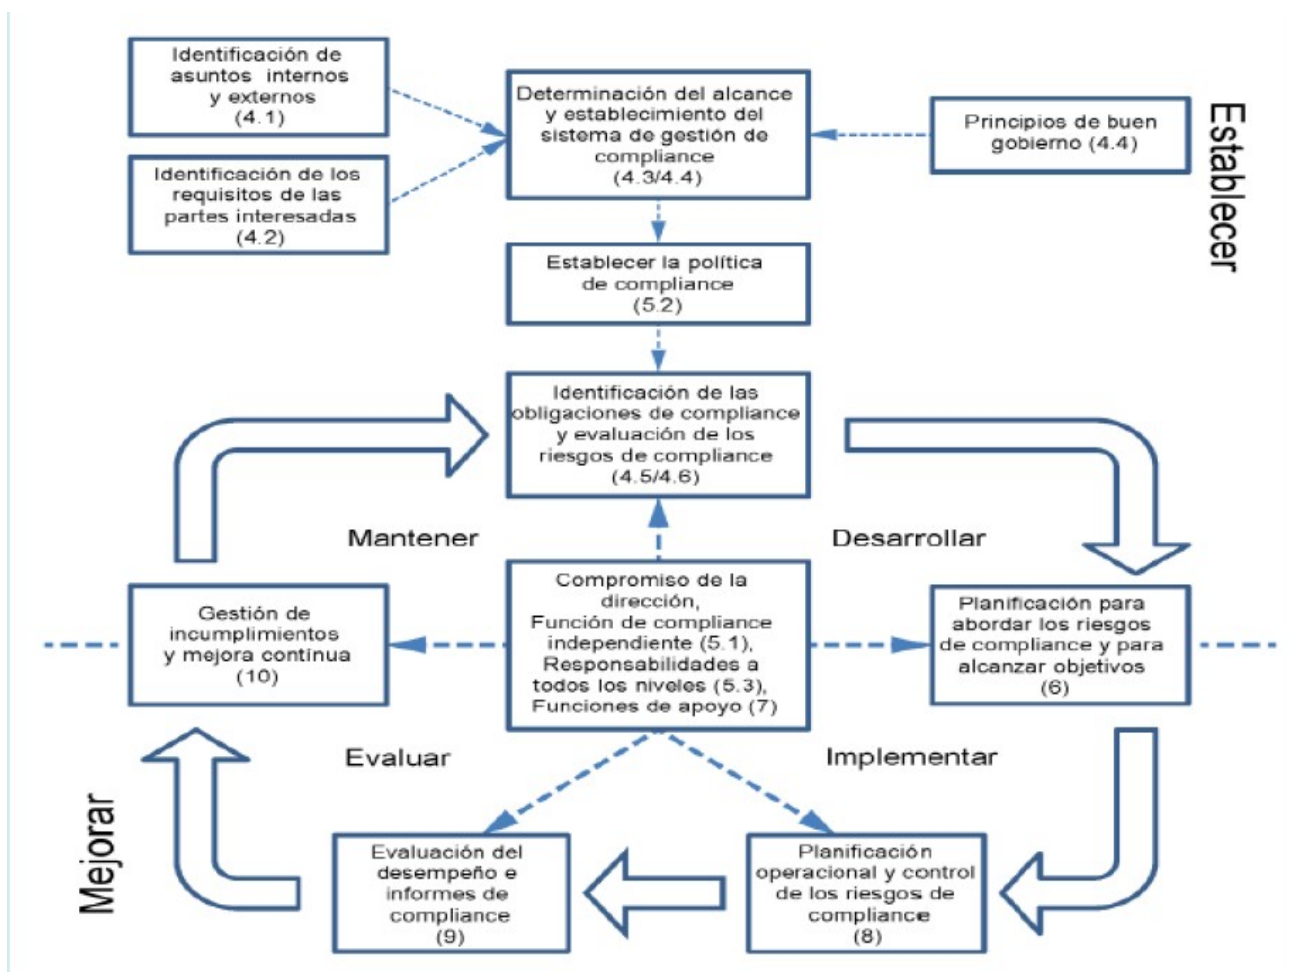 Identificación de
asuntos internos
y externos
(4.1)
Identificación de los
requisitos de las
partes interesadas
(4.2)
Determinación del alcance
y establecimiento del
sistema de gestión de
compliance
(4.3/4.4)
Principios de buen
gobierno (4.4)
Establecer
Establecer la política
de compliance
(5.2)
Identificación de las
obligaciones de compliance
y evaluación de los
riesgos de compliance
(4.5/4.6)
Mantener
Desarrollar
Gestión de
incumplimientos
y mejora contínua
(10)
Compromiso de la
dirección,
Función de compliance
independiente (5.1),
Responsabilidades a
todos los niveles (5.3),
Funciones de apoyo (7)
Planificación para
abordar los riesgos
de compliance y para
alcanzar objetivos
(6)
Evaluar
Implementar
Mejorar
Evaluación del
desempeño e
informes de
compliance
(9)
Planificación
operacional y control
de los riesgos de
compliance
(8)